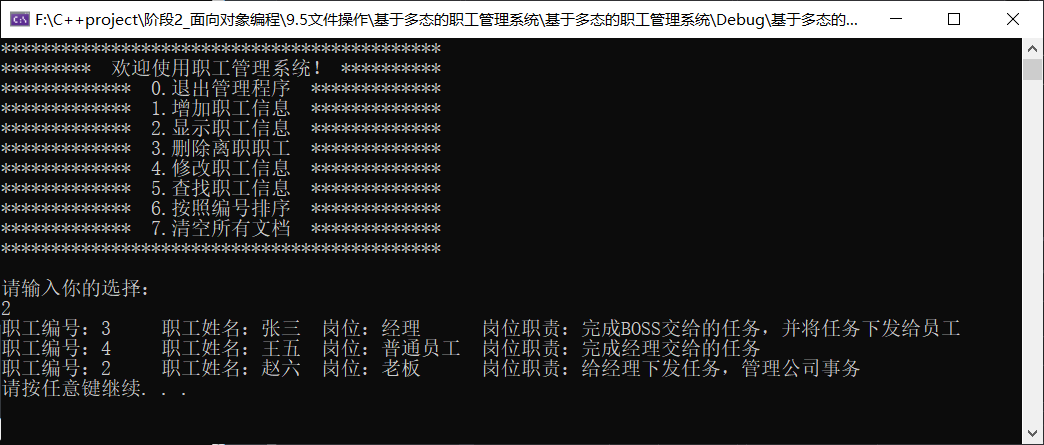 F:\C++project\阶段2_面向对象编程\9.5文件操作\基于多态的职工管理系统\基于多态的职工管理系统\Debug\基于多态的...
********************************************
*********  欢迎使用职工管理系统！ **********
*************  0.退出管理程序  *************
*************  1.增加职工信息  *************
*************  2.显示职工信息  *************
*************  3.删除离职职工  *************
*************  4.修改职工信息  *************
*************  5.查找职工信息  *************
*************  6.按照编号排序  *************
*************  7.清空所有文档  *************
********************************************
请输入你的选择：
2
职工编号：3     职工姓名：张三  岗位：经理      岗位职责：完成BOSS交给的任务，并将任务下发给员工
职工编号：4     职工姓名：王五  岗位：普通员工  岗位职责：完成经理交给的任务
职工编号：2     职工姓名：赵六  岗位：老板      岗位职责：给经理下发任务，管理公司事务
请按任意键继续. . .